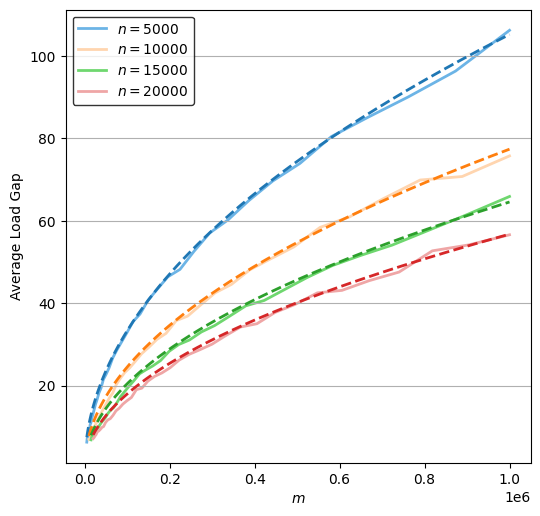 n = 5000
n = 10000
n = 15000
n = 20000
100
80
60
40
20
Average Load Gap
0.0 0.2 0.4 0.6 0.8 1.0
1e6
m